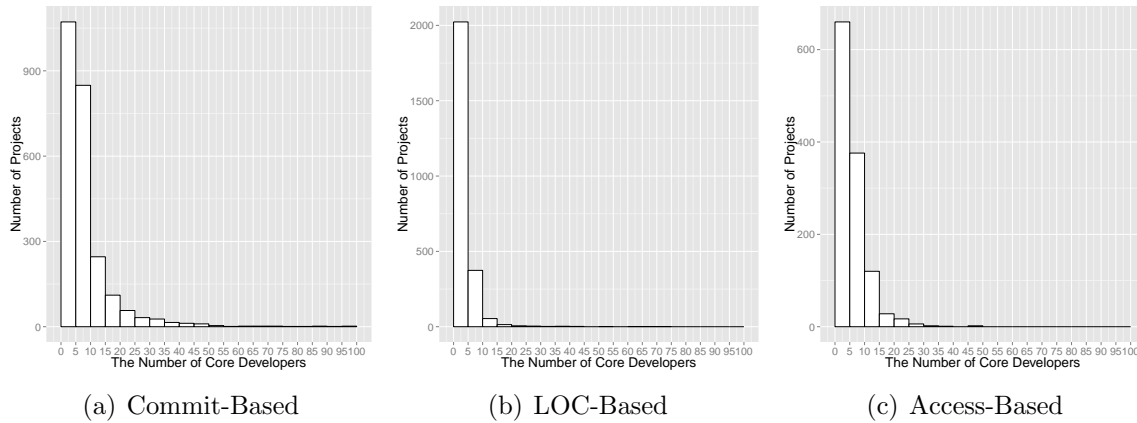 Number of Projects
900
600
300
0
0 5 10 15 20 25 30 35 40 45 50 55 60 65 70 75 80 85 90 95 100
The Number of Core Developers
(a) Commit-Based
Number of Projects
2000
1500
1000
500
0
0 5 10 15 20 25 30 35 40 45 50 55 60 65 70 75 80 85 90 95 100
The Number of Core Developers
(b) LOC-Based
Number of Projects
600
400
200
0
0 5 10 15 20 25 30 35 40 45 50 55 60 65 70 75 80 85 90 95 100
The Number of Core Developers
(c) Access-Based